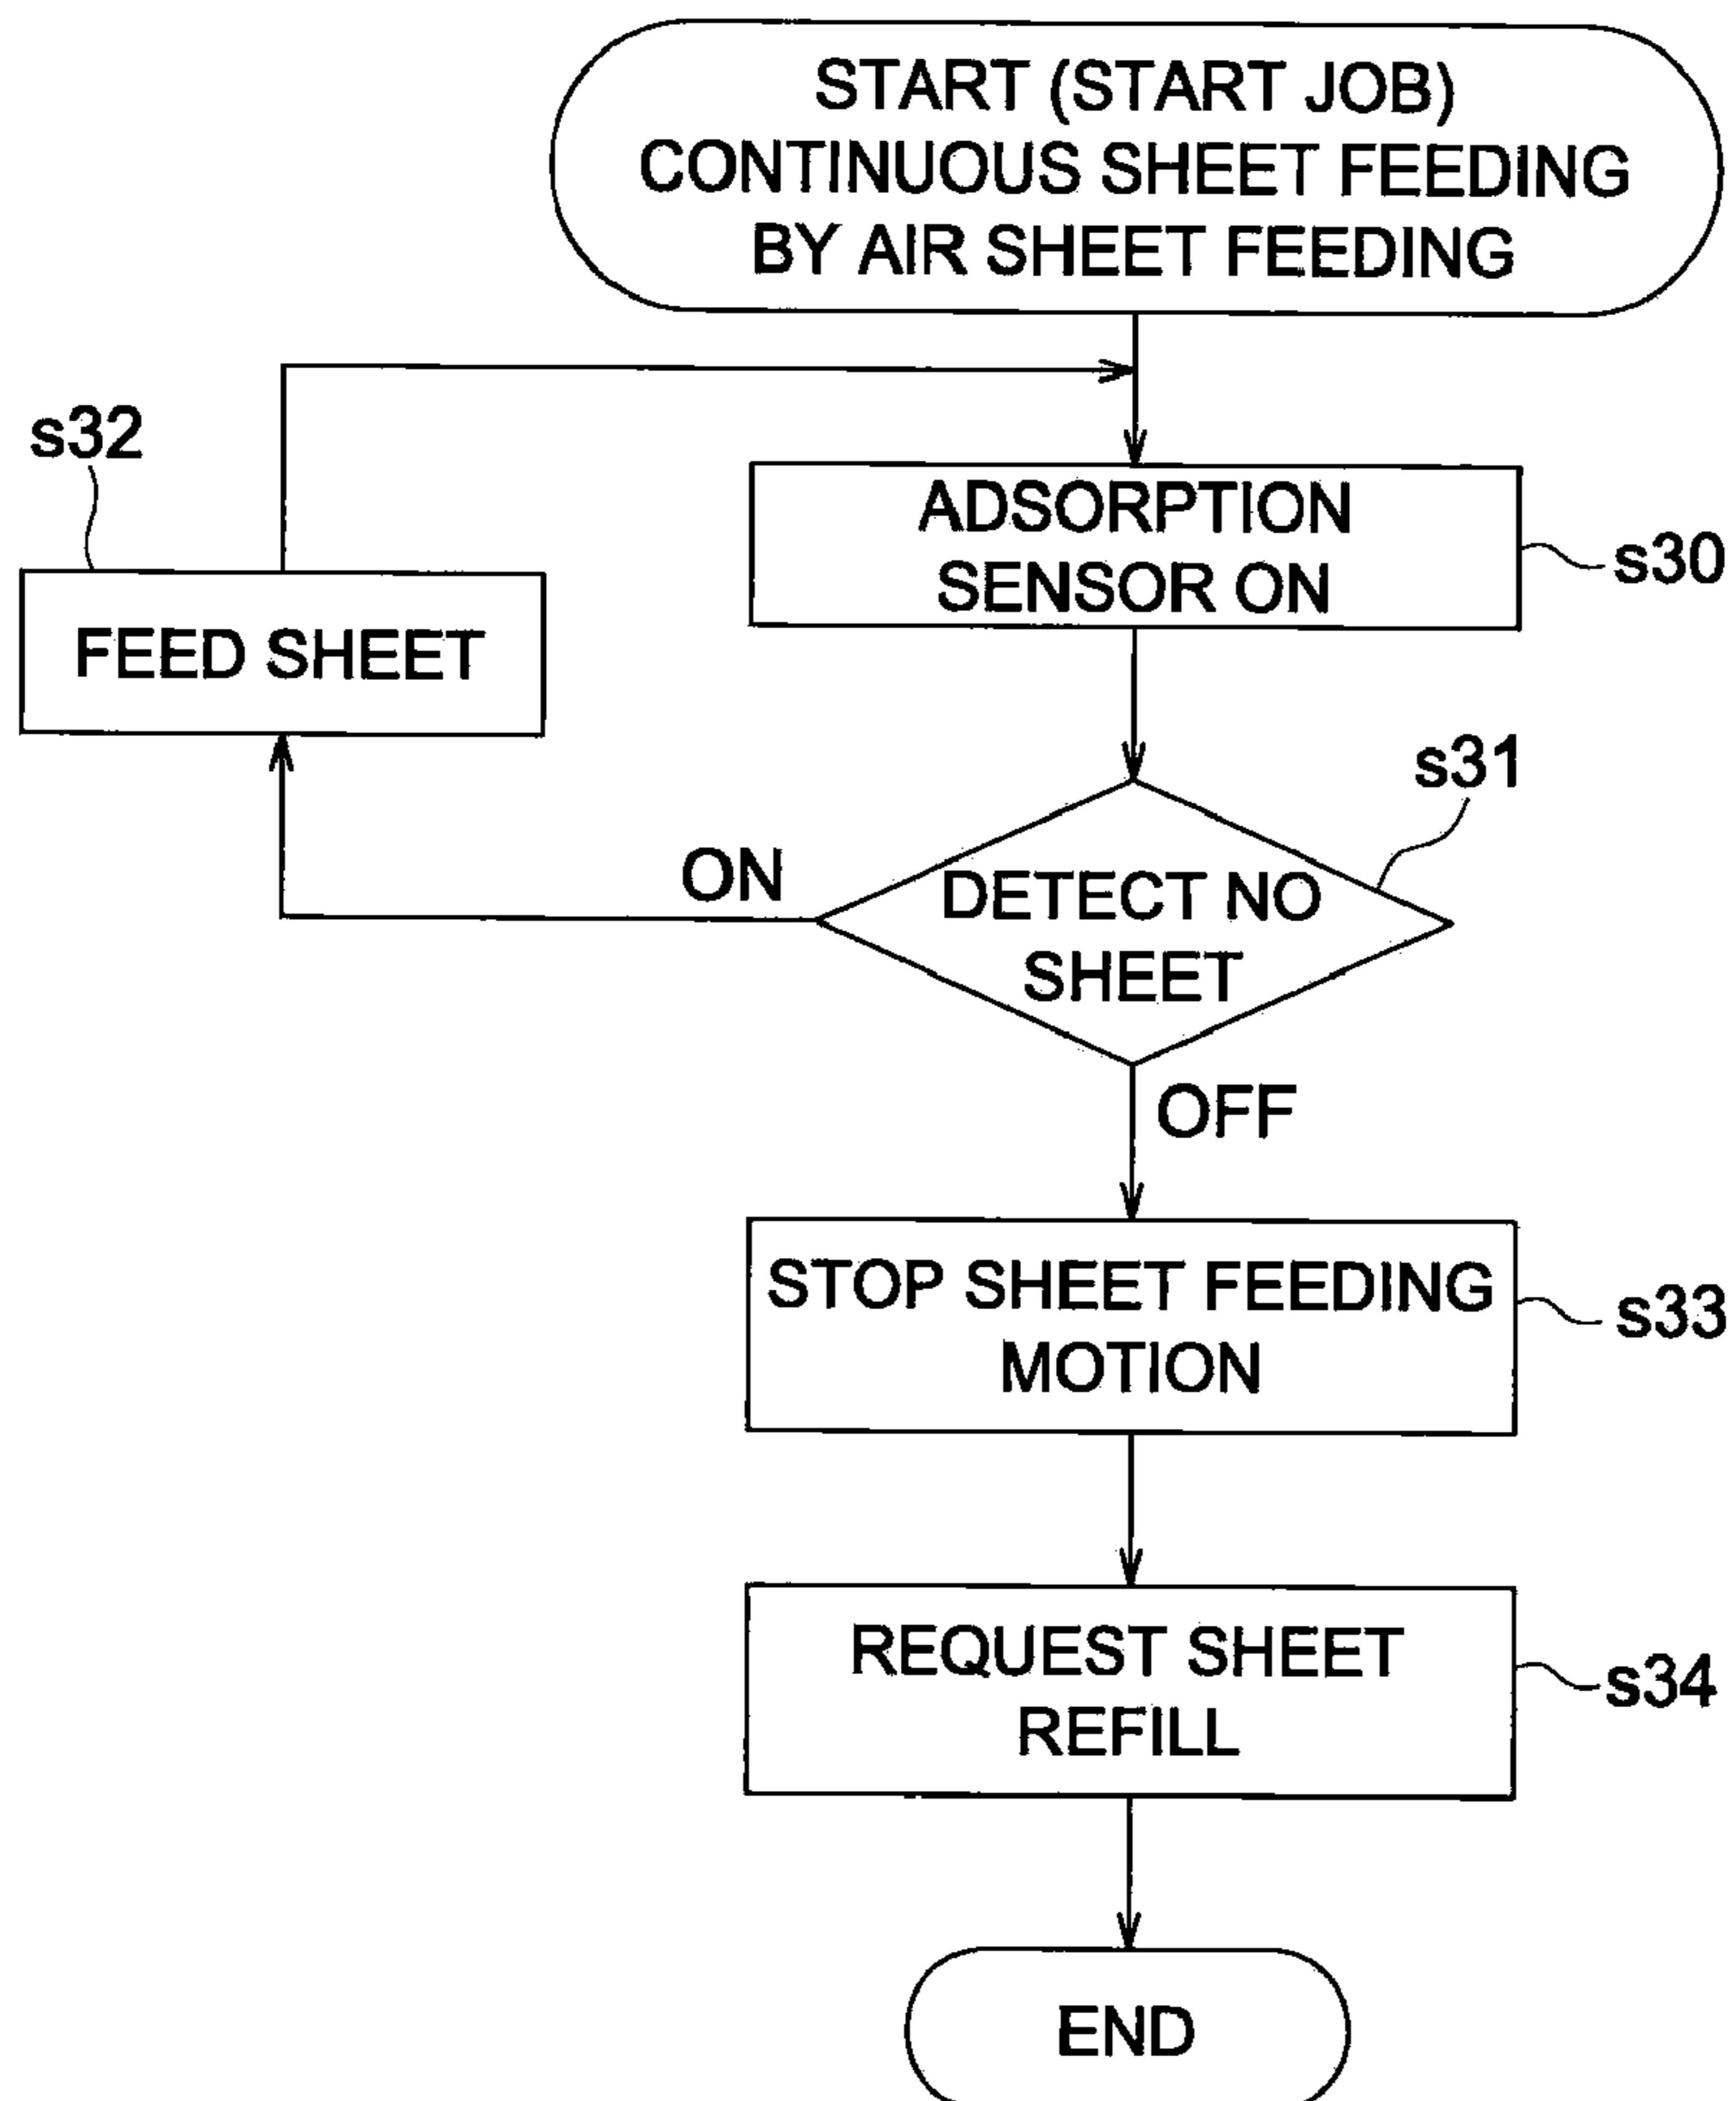 START (START JOB)
CONTINUOUS SHEET FEEDING
BY AIR SHEET FEEDING
s32
ADSORPTION
SENSOR ON
s30
FEED SHEET
s31
ON
DETECT NO
SHEET
OFF
STOP SHEET FEEDING
MOTION
s33
REQUEST SHEET
REFILL
s34
END